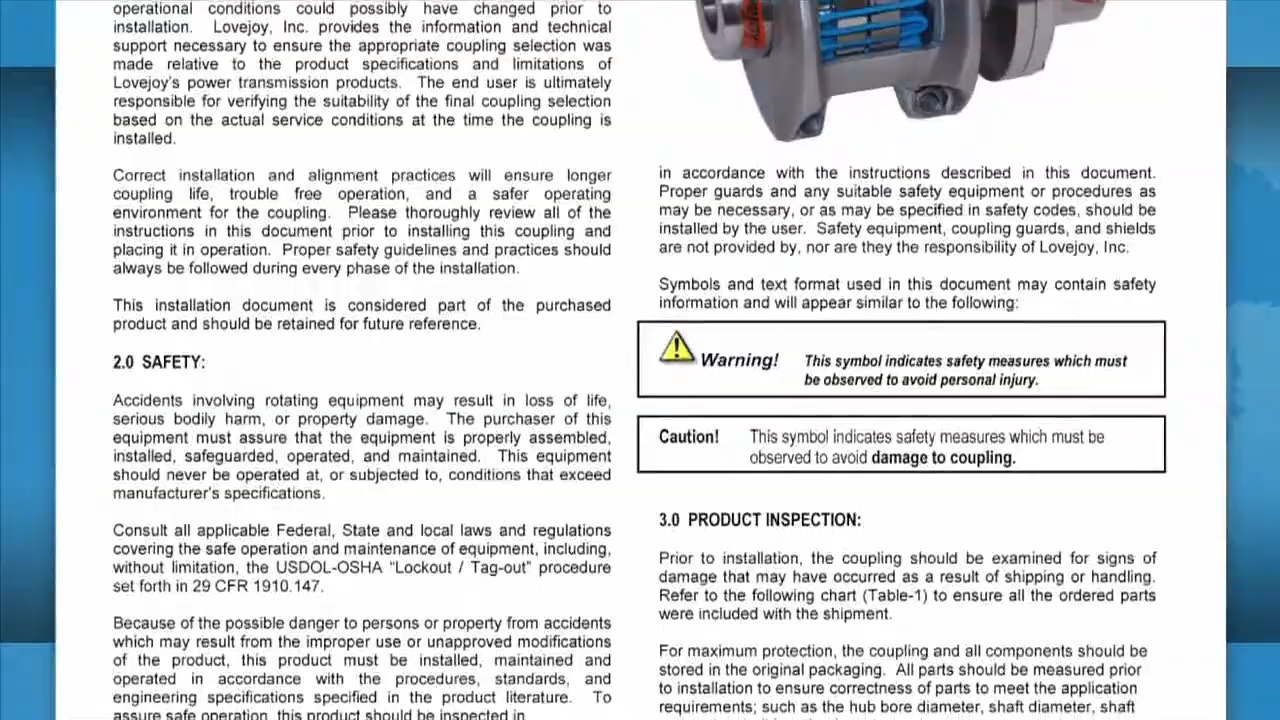 operational conditions could possibly have changed prior to
installation. Lovejoy, Inc. provides the information and technical
support necessary to ensure the appropriate coupling selection was
made relative to the product specifications and limitations of
Lovejoy's power transmission products. The end user is ultimately
responsible for verifying the suitability of the final coupling selection
based on the actual service conditions at the time the coupling is
installed.
Correct installation and alignment practices will ensure longer
coupling life, trouble free operation, and a safer operating
environment for the coupling. Please thoroughly review all of the
instructions in this document prior to installing this coupling and
placing it in operation. Proper safety guidelines and practices should
always be followed during every phase of the installation.
This installation document is considered part of the purchased
product and should be retained for future reference.
2.0 SAFETY:
Accidents involving rotating equipment may result in loss of life,
serious bodily harm, or property damage. The purchaser of this
equipment must assure that the equipment is properly assembled,
installed, safeguarded, operated, and maintained. This equipment
should never be operated at, or subjected to, conditions that exceed
manufacturer's specifications.
Consult all applicable Federal, State and local laws and regulations
covering the safe operation and maintenance of equipment, including,
without limitation, the USDOL-OSHA "Lockout / Tag-out" procedure
set forth in 29 CFR 1910.147.
Because of the possible danger to persons or property from accidents
which may result from the improper use or unapproved modifications
of the product, this product must be installed, maintained and
operated in accordance with the procedures, standards, and
engineering specifications specified in the product literature. To
assure safe operation, this product should be inspected in
in accordance with the instructions described in this document.
Proper guards and any suitable safety equipment or procedures as
may be necessary, or as may be specified in safety codes, should be
installed by the user. Safety equipment, coupling guards, and shields
are not provided by, nor are they the responsibility of Lovejoy, Inc.
Symbols and text format used in this document may contain safety
information and will appear similar to the following:
Warning! This symbol indicates safety measures which must
be observed to avoid personal injury.
Caution! This symbol indicates safety measures which must be
observed to avoid damage to coupling.
3.0 PRODUCT INSPECTION:
Prior to installation, the coupling should be examined for signs of
damage that may have occurred as a result of shipping or handling.
Refer to the following chart (Table-1) to ensure all the ordered parts
were included with the shipment.
For maximum protection, the coupling and all components should be
stored in the original packaging. All parts should be measured prior
to installation to ensure correctness of parts to meet the application
requirements; such as the hub bore diameter, shaft diameter, shaft